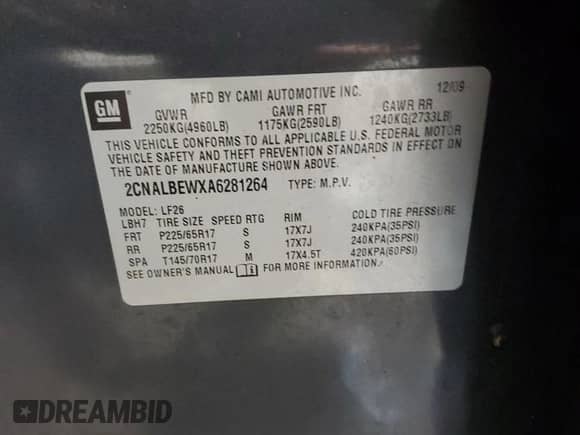 GM
MFD BY CAMI AUTOMOTIVE INC. 12/09
GVWR GAWR FRT GAWR RR
2250KG(4960LB) 1175KG(2590LB) 1240KG(2733LB)
THIS VEHICLE CONFORMS TO ALL APPLICABLE U.S. FEDERAL MOTOR
VEHICLE SAFETY AND THEFT PREVENTION STANDARDS IN EFFECT ON
THE DATE OF MANUFACTURE SHOWN ABOVE.
2CNALBEWXA6281264 TYPE: M.P.V.
MODEL: LF26
LBH7 TIRE SIZE SPEED RTG RIM COLD TIRE PRESSURE
FRT P225/65R17 S 17X7J 240KPA(35PSI)
RR P225/65R17 S 17X7J 240KPA(35PSI)
SPA T145/70R17 M 17X4.5T 420KPA(60PSI)
SEE OWNER'S MANUAL FOR MORE INFORMATION.
DREAMBID